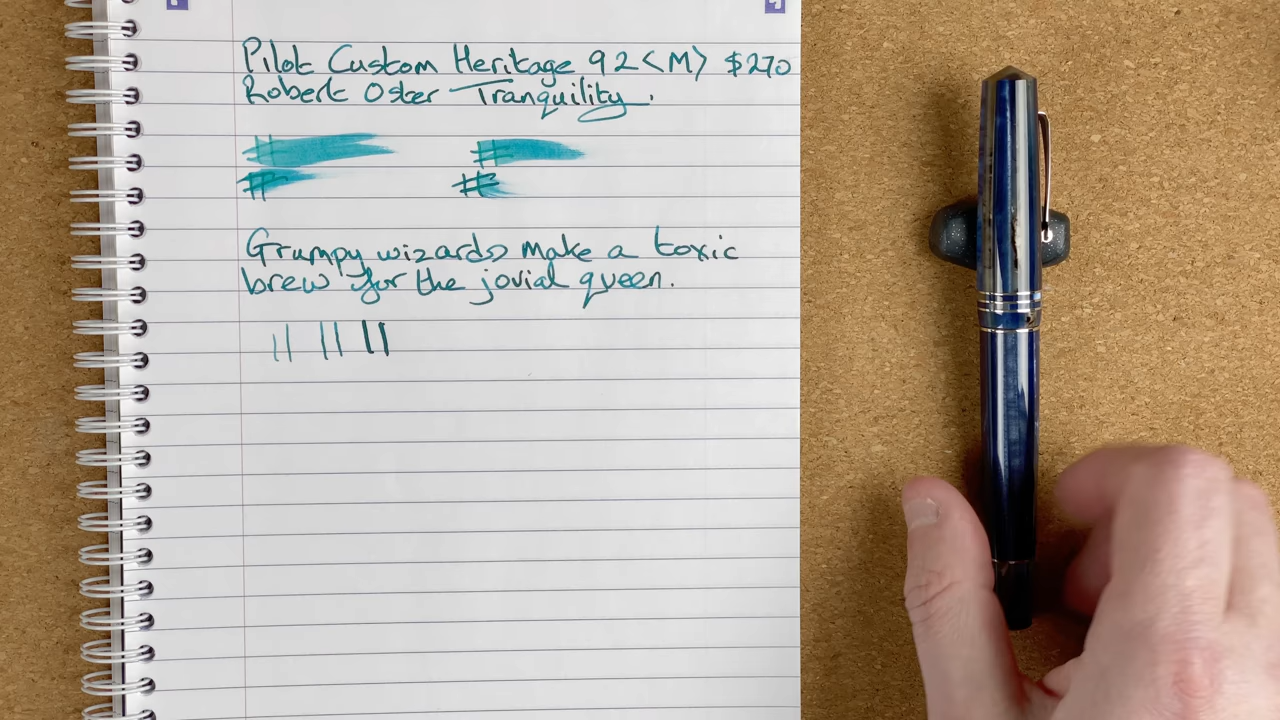 Pilot Custom Heritage 92 <M> $270
Robert Oster Tranquility.
Grumpy wizards make a toxic
brew for the jovial queen.